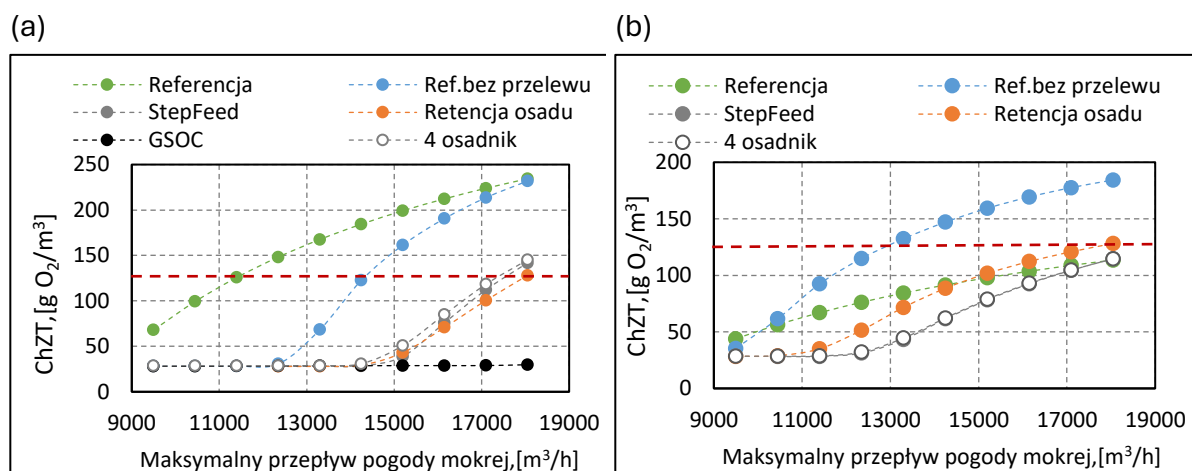 (a)
Referencja
Ref.bez przelewu
StepFeed
Retencja osadu
GSOC
4 osadnik
250
200
150
100
50
0
ChZT,[g O₂/m³]
9000 11000 13000 15000 17000 19000
Maksymalny przepływ pogody mokrej,[m³/h]
(b)
Referencja
Ref.bez przelewu
StepFeed
Retencja osadu
4 osadnik
200
150
100
50
0
ChZT,[g O₂/m³]
9000 11000 13000 15000 17000 19000
Maksymalny przepływ pogody mokrej,[m³/h]